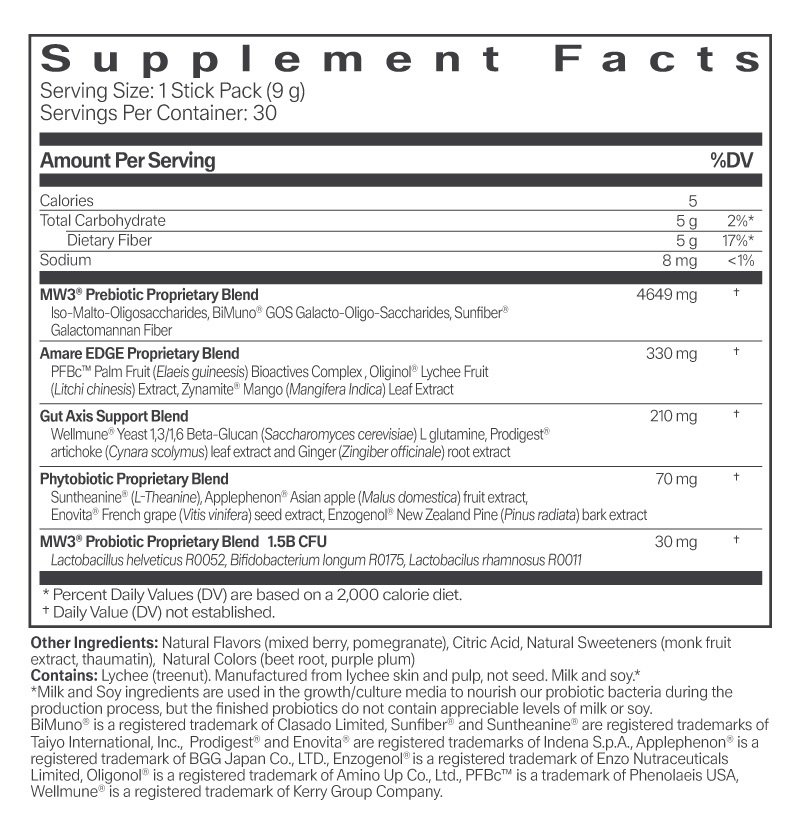 Supplement Facts
Serving Size: 1 Stick Pack (9 g)
Servings Per Container: 30
Amount Per Serving %DV
Calories 5
Total Carbohydrate 5 g 2%*
Dietary Fiber 5 g 17%*
Sodium 8 mg <1%
MW3® Prebiotic Proprietary Blend 4649 mg †
Iso-Malto-Oligosaccharides, BiMuno® GOS Galacto-Oligo-Saccharides, Sunfiber®
Galactomannan Fiber
Amare EDGE Proprietary Blend 330 mg †
PFBc™ Palm Fruit (Elaeis guineesis) Bioactives Complex , Oliginol® Lychee Fruit
(Litchi chinesis) Extract, Zynamite® Mango (Mangifera Indica) Leaf Extract
Gut Axis Support Blend 210 mg †
Wellmune® Yeast 1,3/1,6 Beta-Glucan (Saccharomyces cerevisiae) L glutamine, Prodigest®
artichoke (Cynara scolymus) leaf extract and Ginger (Zingiber officinale) root extract
Phytobiotic Proprietary Blend 70 mg †
Suntheanine® (L-Theanine), Applephenon® Asian apple (Malus domestica) fruit extract,
Enovita® French grape (Vitis vinifera) seed extract, Enzogenol® New Zealand Pine (Pinus radiata) bark extract
MW3® Probiotic Proprietary Blend 1.5B CFU 30 mg †
Lactobacillus helveticus R0052, Bifidobacterium longum R0175, Lactobacillus rhamnosus R0011
* Percent Daily Values (DV) are based on a 2,000 calorie diet.
† Daily Value (DV) not established.
Other Ingredients: Natural Flavors (mixed berry, pomegranate), Citric Acid, Natural Sweeteners (monk fruit
extract, thaumatin), Natural Colors (beet root, purple plum)
Contains: Lychee (treenut). Manufactured from lychee skin and pulp, not seed. Milk and soy.*
*Milk and Soy ingredients are used in the growth/culture media to nourish our probiotic bacteria during the
production process, but the finished probiotics do not contain appreciable levels of milk or soy.
BiMuno® is a registered trademark of Clasado Limited, Sunfiber® and Suntheanine® are registered trademarks of
Taiyo International, Inc., Prodigest® and Enovita® are registered trademarks of Indena S.p.A., Applephenon® is a
registered trademark of BGG Japan Co., LTD., Enzogenol® is a registered trademark of Enzo Nutraceuticals
Limited, Oligonol® is a registered trademark of Amino Up Co., Ltd., PFBc™ is a trademark of Phenolaeis USA,
Wellmune® is a registered trademark of Kerry Group Company.